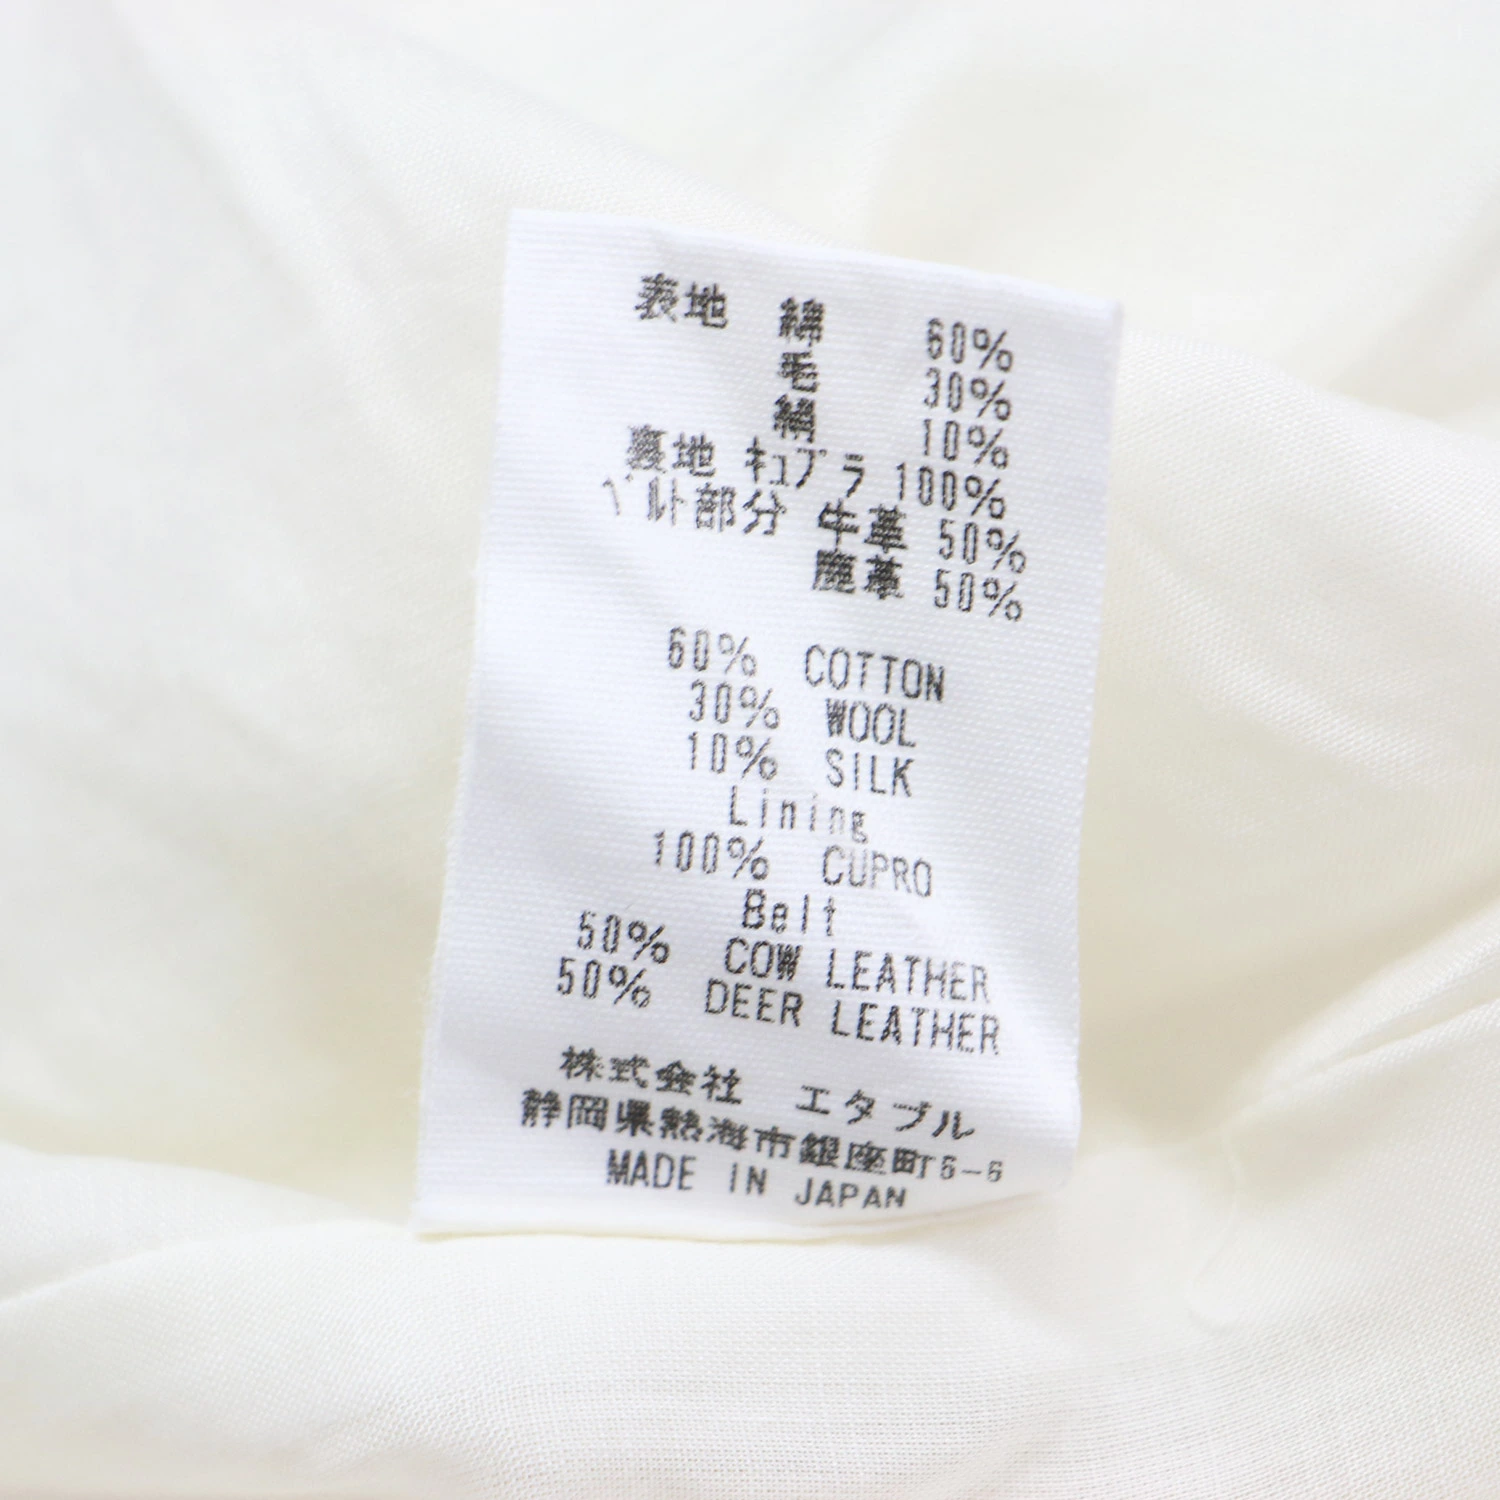 表地 綿 60%
毛 30%
絹 10%
裏地 キュプラ 100%
ベルト部分 牛革 50%
鹿革 50%
60% COTTON
30% WOOL
10% SILK
Lining
100% CUPRO
Belt
50% COW LEATHER
50% DEER LEATHER
株式会社 エタブル
静岡県熱海市銀座町6-6
MADE IN JAPAN